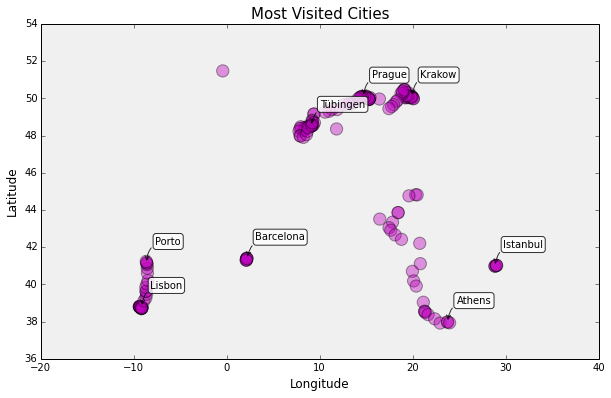 Most Visited Cities
54
52
50
48
46
44
42
40
38
36
Latitude
Prague
Krakow
Tübingen
Porto
Barcelona
Istanbul
Lisbon
Athens
−20
−10
0
10
20
30
40
Longitude